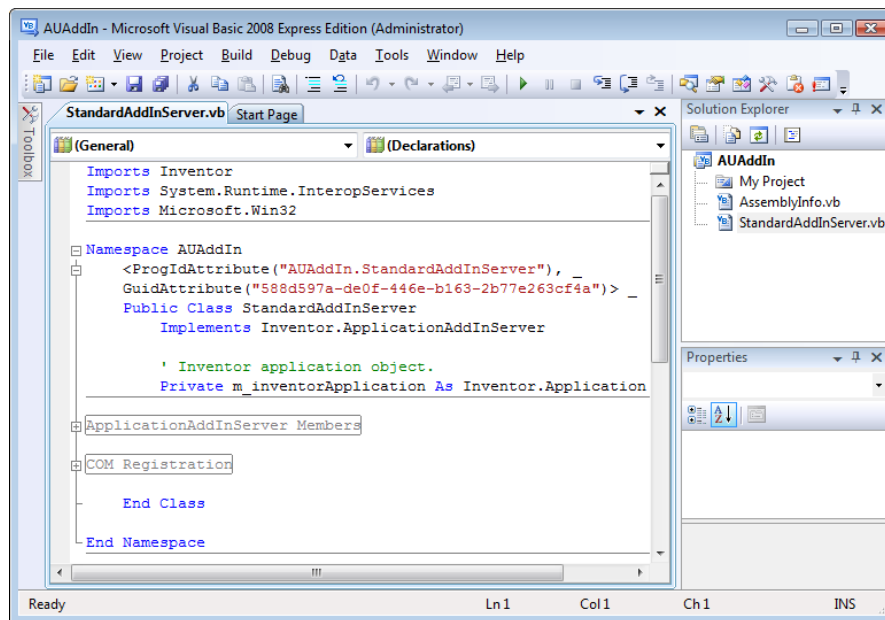 AUAddIn - Microsoft Visual Basic 2008 Express Edition (Administrator)
File Edit View Project Build Debug Data Tools Window Help
Toolbox
StandardAddInServer.vb Start Page
(General) (Declarations)
Imports Inventor
Imports System.Runtime.InteropServices
Imports Microsoft.Win32
Namespace AUAddIn
<ProgIdAttribute("AUAddIn.StandardAddInServer"), _
GuidAttribute("588d597a-de0f-446e-b163-2b77e263cf4a")> _
Public Class StandardAddInServer
Implements Inventor.ApplicationAddInServer
' Inventor application object.
Private m_inventorApplication As Inventor.Application
ApplicationAddInServer Members
COM Registration
End Class
End Namespace
Solution Explorer
AUAddIn
My Project
AssemblyInfo.vb
StandardAddInServer.vb
Properties
Ready Ln 1 Col 1 Ch 1 INS